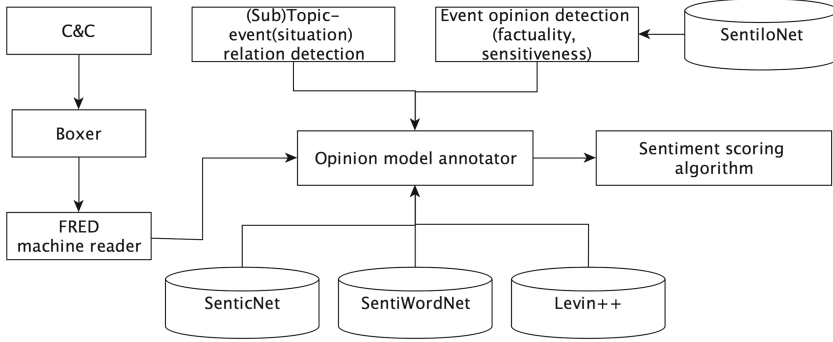 C&C
(Sub)Topic-
event(situation)
relation detection
Event opinion detection
(factuality,
sensitiveness)
SentiloNet
Boxer
Opinion model annotator
Sentiment scoring
algorithm
FRED
machine reader
SenticNet
SentiWordNet
Levin++